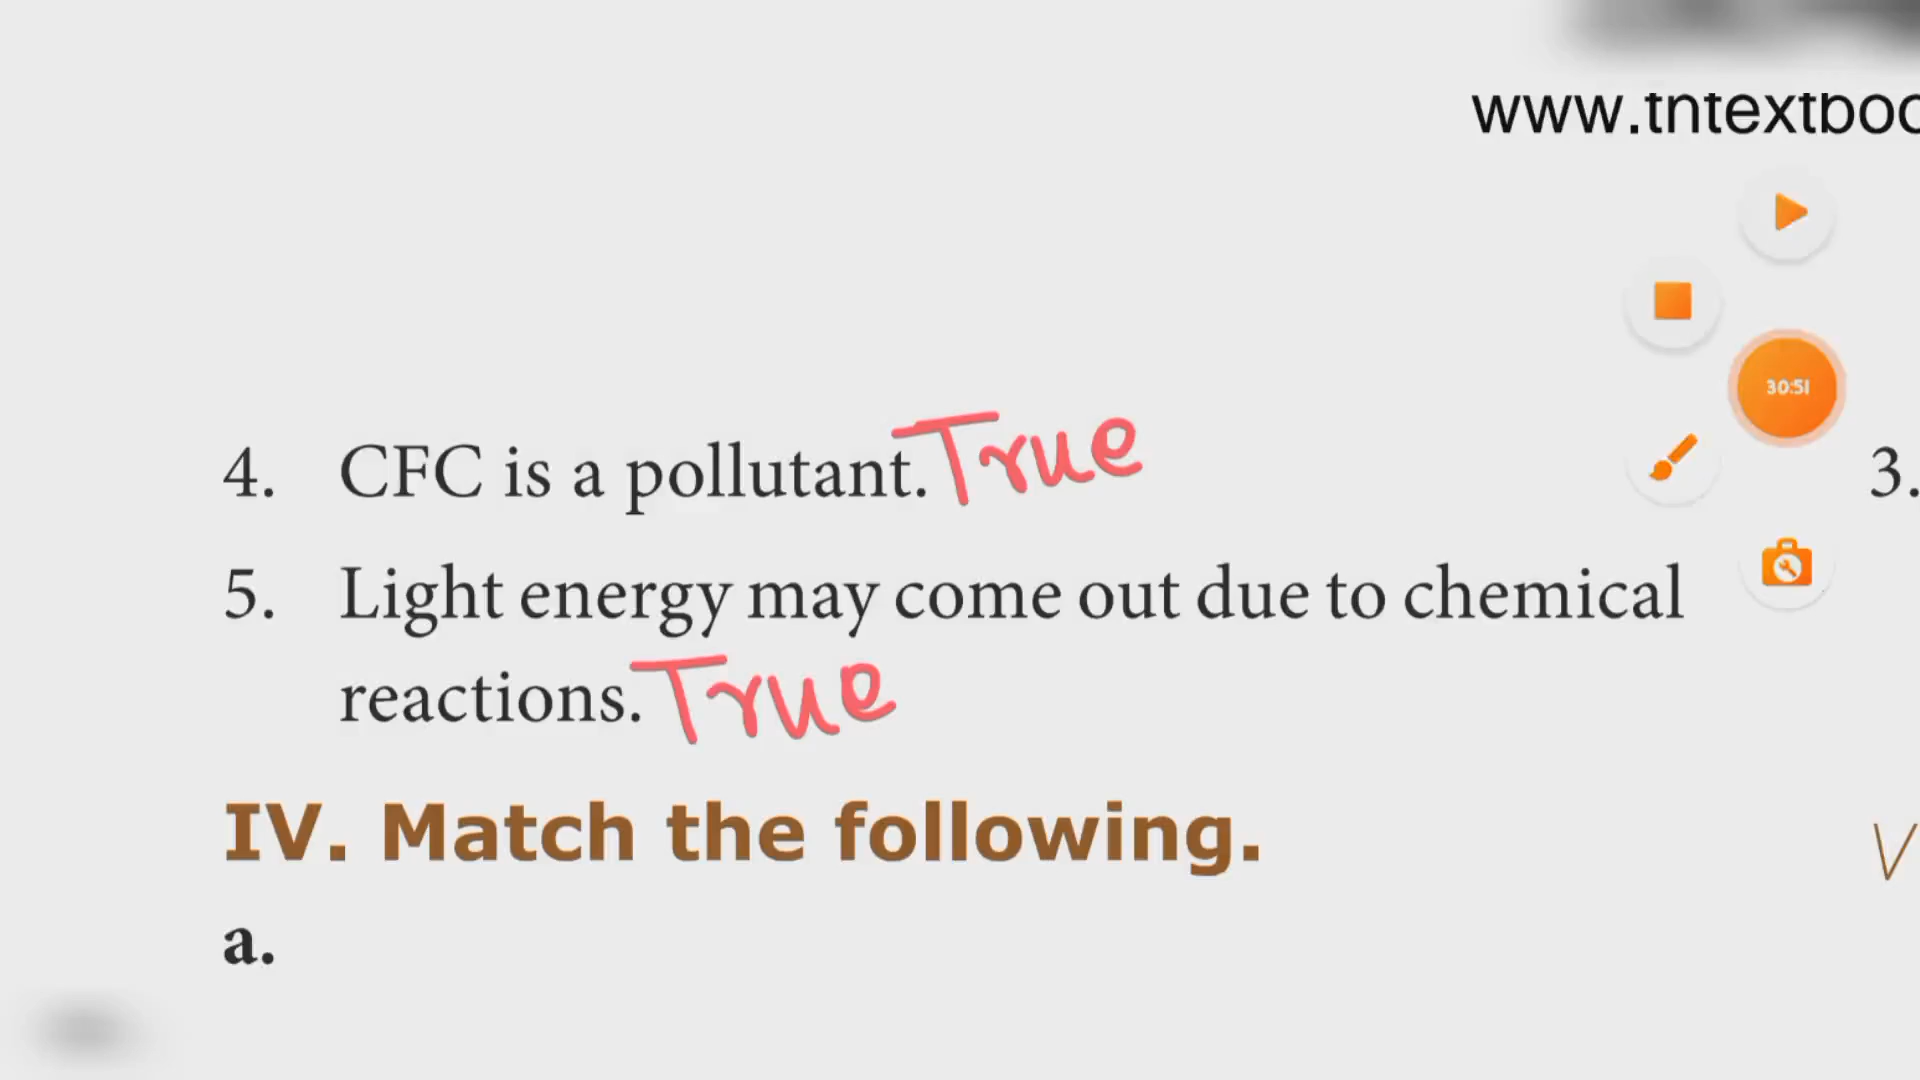 www.tntextboo
30:51
4. CFC is a pollutant. True
3.
5. Light energy may come out due to chemical
reactions. True
IV. Match the following.
V
a.